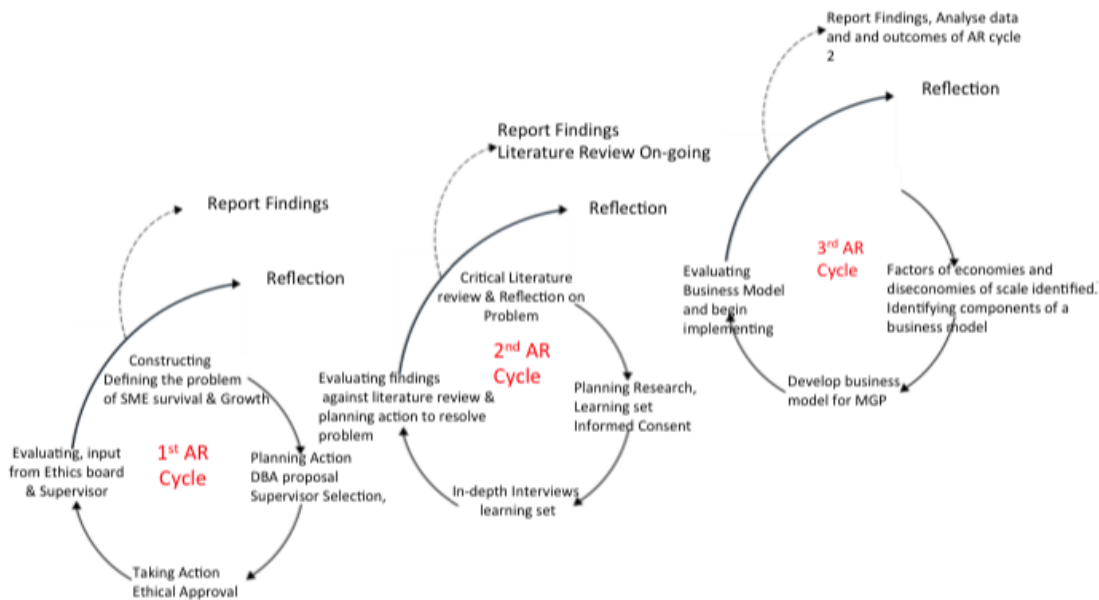 Report Findings
Reflection
Constructing
Defining the problem
of SME survival & Growth
1st AR
Cycle
Planning Action
DBA proposal
Supervisor Selection,
Taking Action
Ethical Approval
Evaluating, input
from Ethics board
& Supervisor
Report Findings
Literature Review On-going
Reflection
Critical Literature
review & Reflection on
Problem
2nd AR
Cycle
Planning Research,
Learning set
Informed Consent
In-depth Interviews
learning set
Evaluating findings
against literature review &
planning action to resolve
problem
Report Findings, Analyse data
and and outcomes of AR cycle
2
Reflection
3rd AR
Cycle
Factors of economies and
diseconomies of scale identified.
Identifying components of a
business model
Develop business
model for MGP
Evaluating
Business Model
and begin
implementing